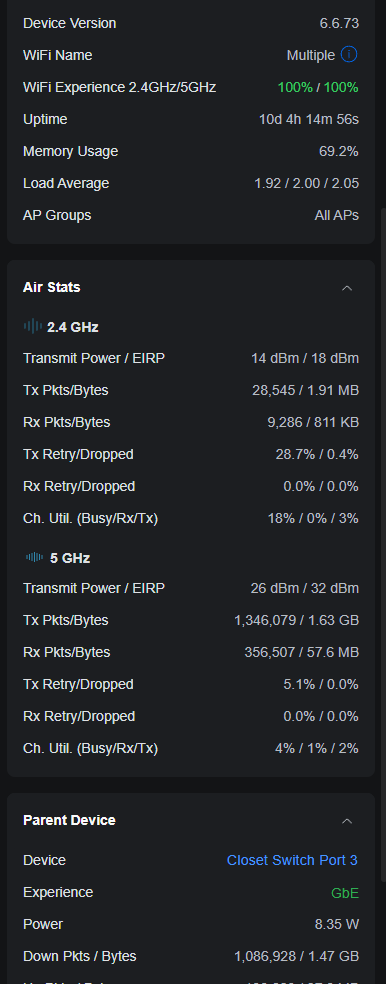 Device Version 6.6.73
WiFi Name Multiple
WiFi Experience 2.4GHz/5GHz 100% / 100%
Uptime 10d 4h 14m 56s
Memory Usage 69.2%
Load Average 1.92 / 2.00 / 2.05
AP Groups All APs
Air Stats
2.4 GHz
Transmit Power / EIRP 14 dBm / 18 dBm
Tx Pkts/Bytes 28,545 / 1.91 MB
Rx Pkts/Bytes 9,286 / 811 KB
Tx Retry/Dropped 28.7% / 0.4%
Rx Retry/Dropped 0.0% / 0.0%
Ch. Util. (Busy/Rx/Tx) 18% / 0% / 3%
5 GHz
Transmit Power / EIRP 26 dBm / 32 dBm
Tx Pkts/Bytes 1,346,079 / 1.63 GB
Rx Pkts/Bytes 356,507 / 57.6 MB
Tx Retry/Dropped 5.1% / 0.0%
Rx Retry/Dropped 0.0% / 0.0%
Ch. Util. (Busy/Rx/Tx) 4% / 1% / 2%
Parent Device
Device Closet Switch Port 3
Experience GbE
Power 8.35 W
Down Pkts / Bytes 1,086,928 / 1.47 GB